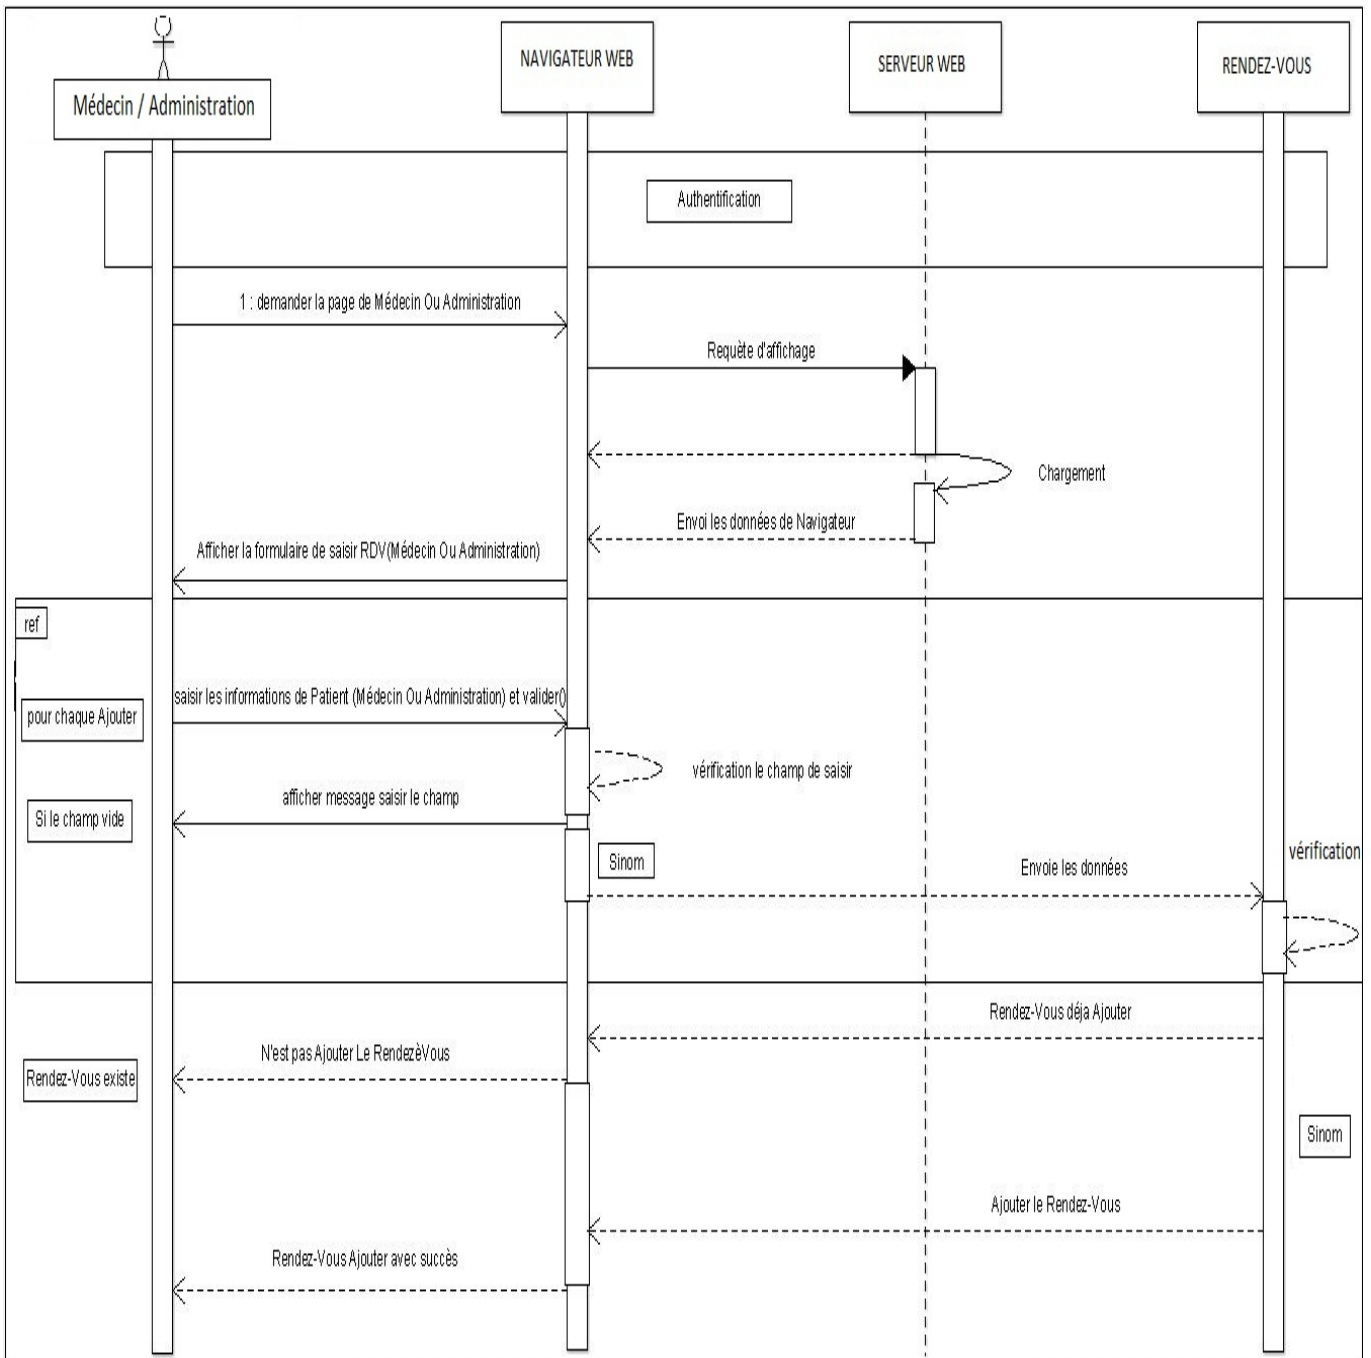 NAVIGATEUR WEB
SERVEUR WEB
RENDEZ-VOUS
Médecin / Administration
Authentification
1 : demander la page de Médecin Ou Administration
Requète d'affichage
Chargement
Envoi les données de Navigateur
Afficher la formulaire de saisir RDV(Médecin Ou Administration)
ref
saisir les informations de Patient (Médecin Ou Administration) et valider()
pour chaque Ajouter
vérification le champ de saisir
afficher message saisir le champ
Si le champ vide
Sinom
Envoie les données
vérification
Rendez-Vous déja Ajouter
N'est pas Ajouter Le RendezèVous
Rendez-Vous existe
Sinom
Ajouter le Rendez-Vous
Rendez-Vous Ajouter avec succès